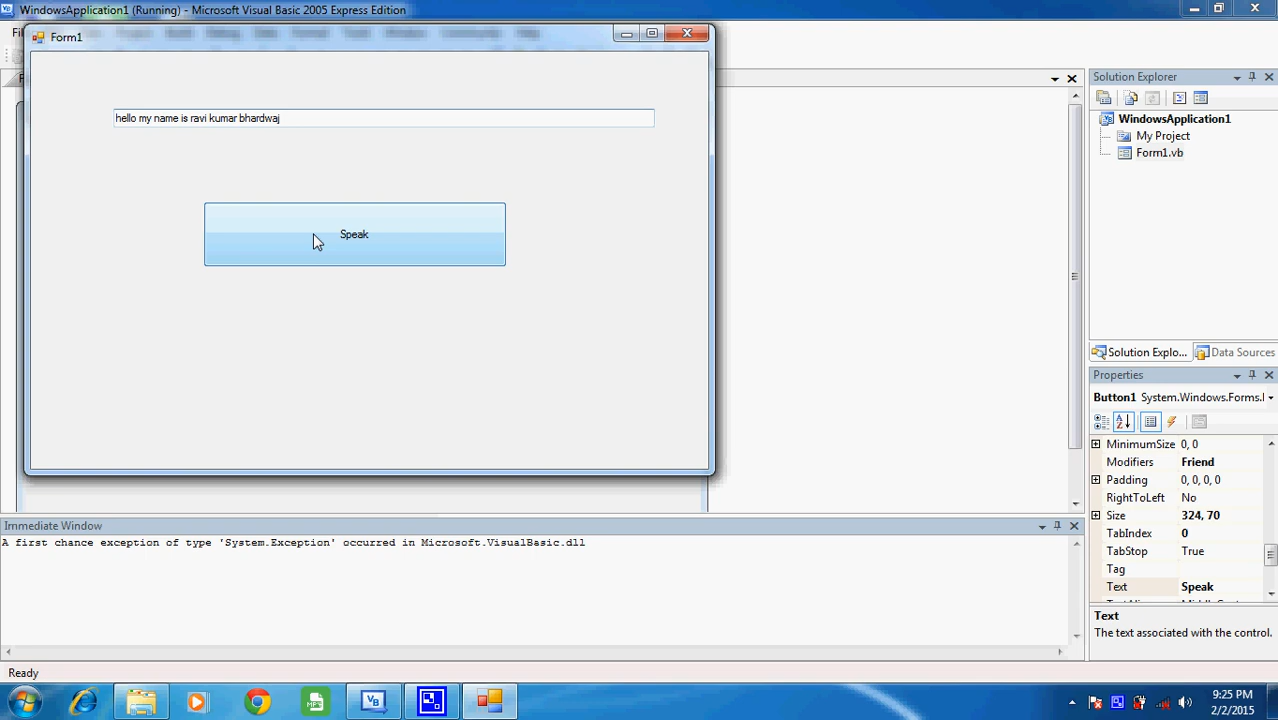 WindowsApplication1 (Running) - Microsoft Visual Basic 2005 Express Edition
Form1
hello my name is ravi kumar bhardwaj
Speak
Solution Explorer
WindowsApplication1
My Project
Form1.vb
Solution Explo...
Data Sources
Properties
Button1 System.Windows.Forms.
MinimumSize 0, 0
Modifiers Friend
Padding 0, 0, 0, 0
RightToLeft No
Size 324, 70
TabIndex 0
TabStop True
Tag
Text Speak
Text
The text associated with the control.
Immediate Window
A first chance exception of type 'System.Exception' occurred in Microsoft.VisualBasic.dll
Ready
9:25 PM
2/2/2015